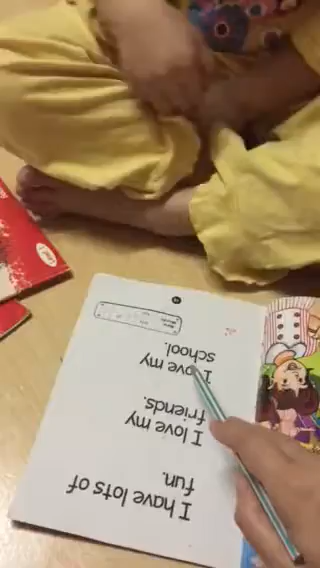 I have lots of
fun.
I love my
friends.
I love my
school.